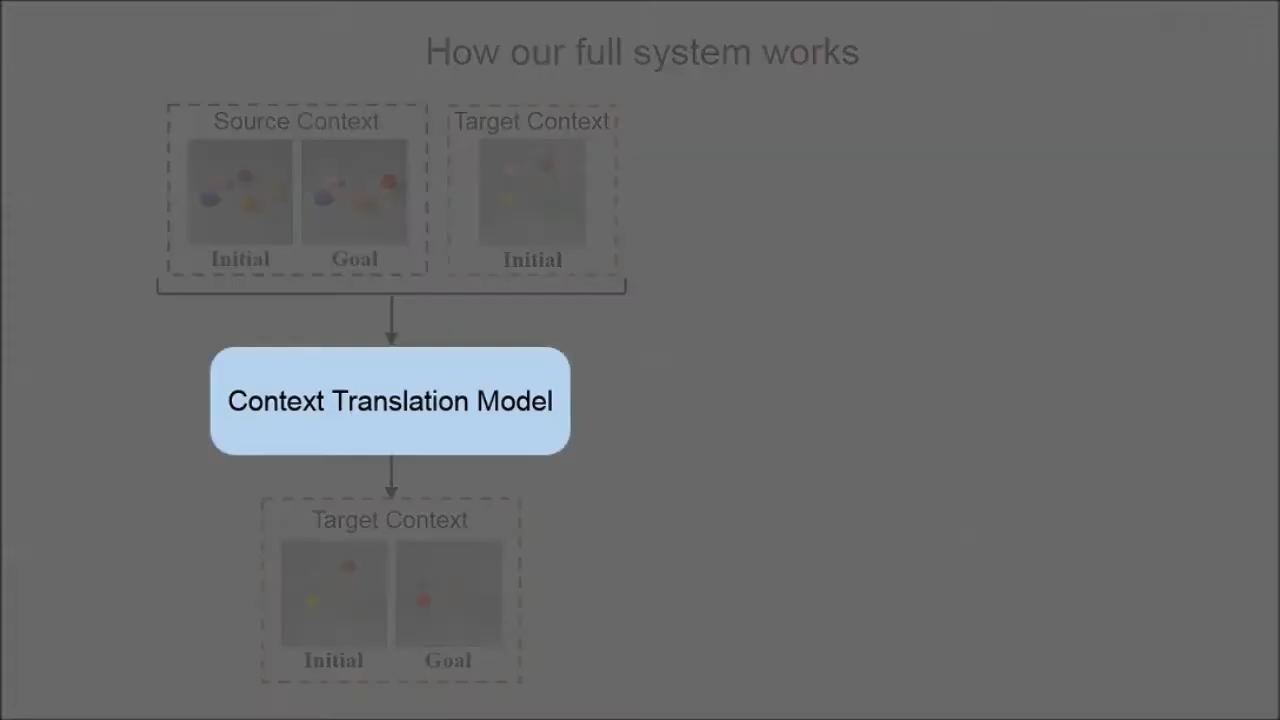 How our full system works
Source Context
Target Context
Initial
Goal
Initial
Context Translation Model
Target Context
Initial
Goal